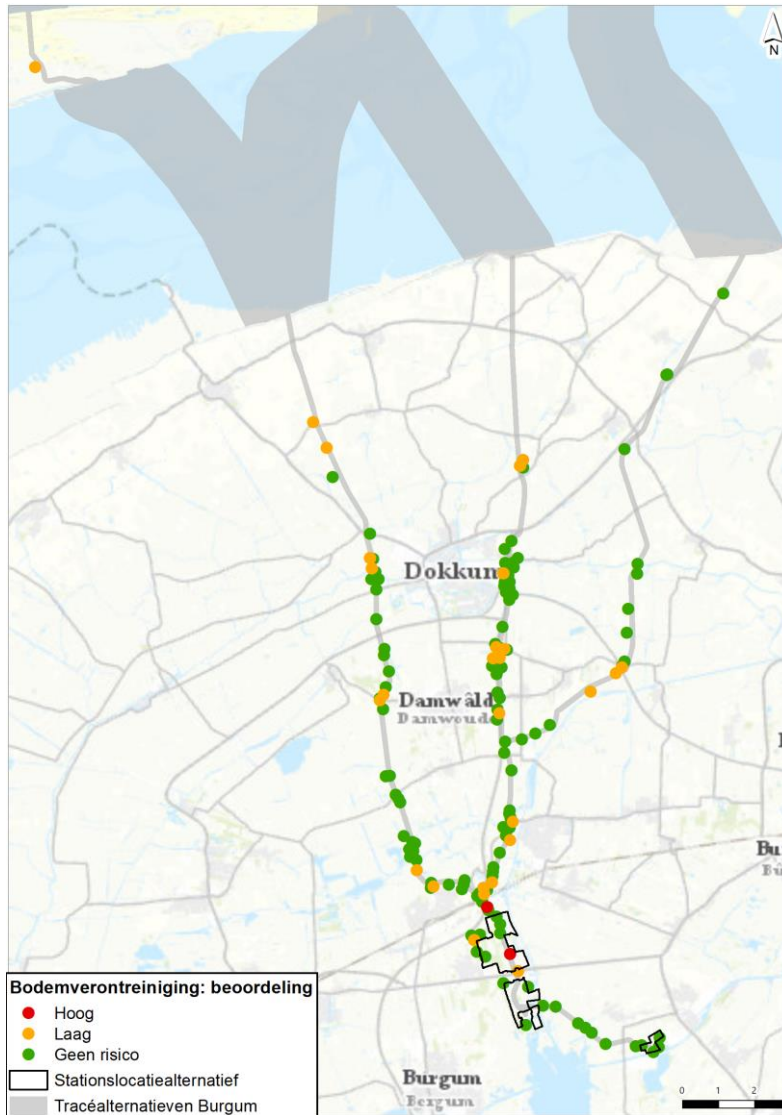 N
Dokkum
Damwâld
Damwoude
Bu
Burgum
Bergum
Bodemverontreiniging: beoordeling
Hoog
Laag
Geen risico
Stationslocatiealternatief
Tracéalternatieven Burgum
0 1 2